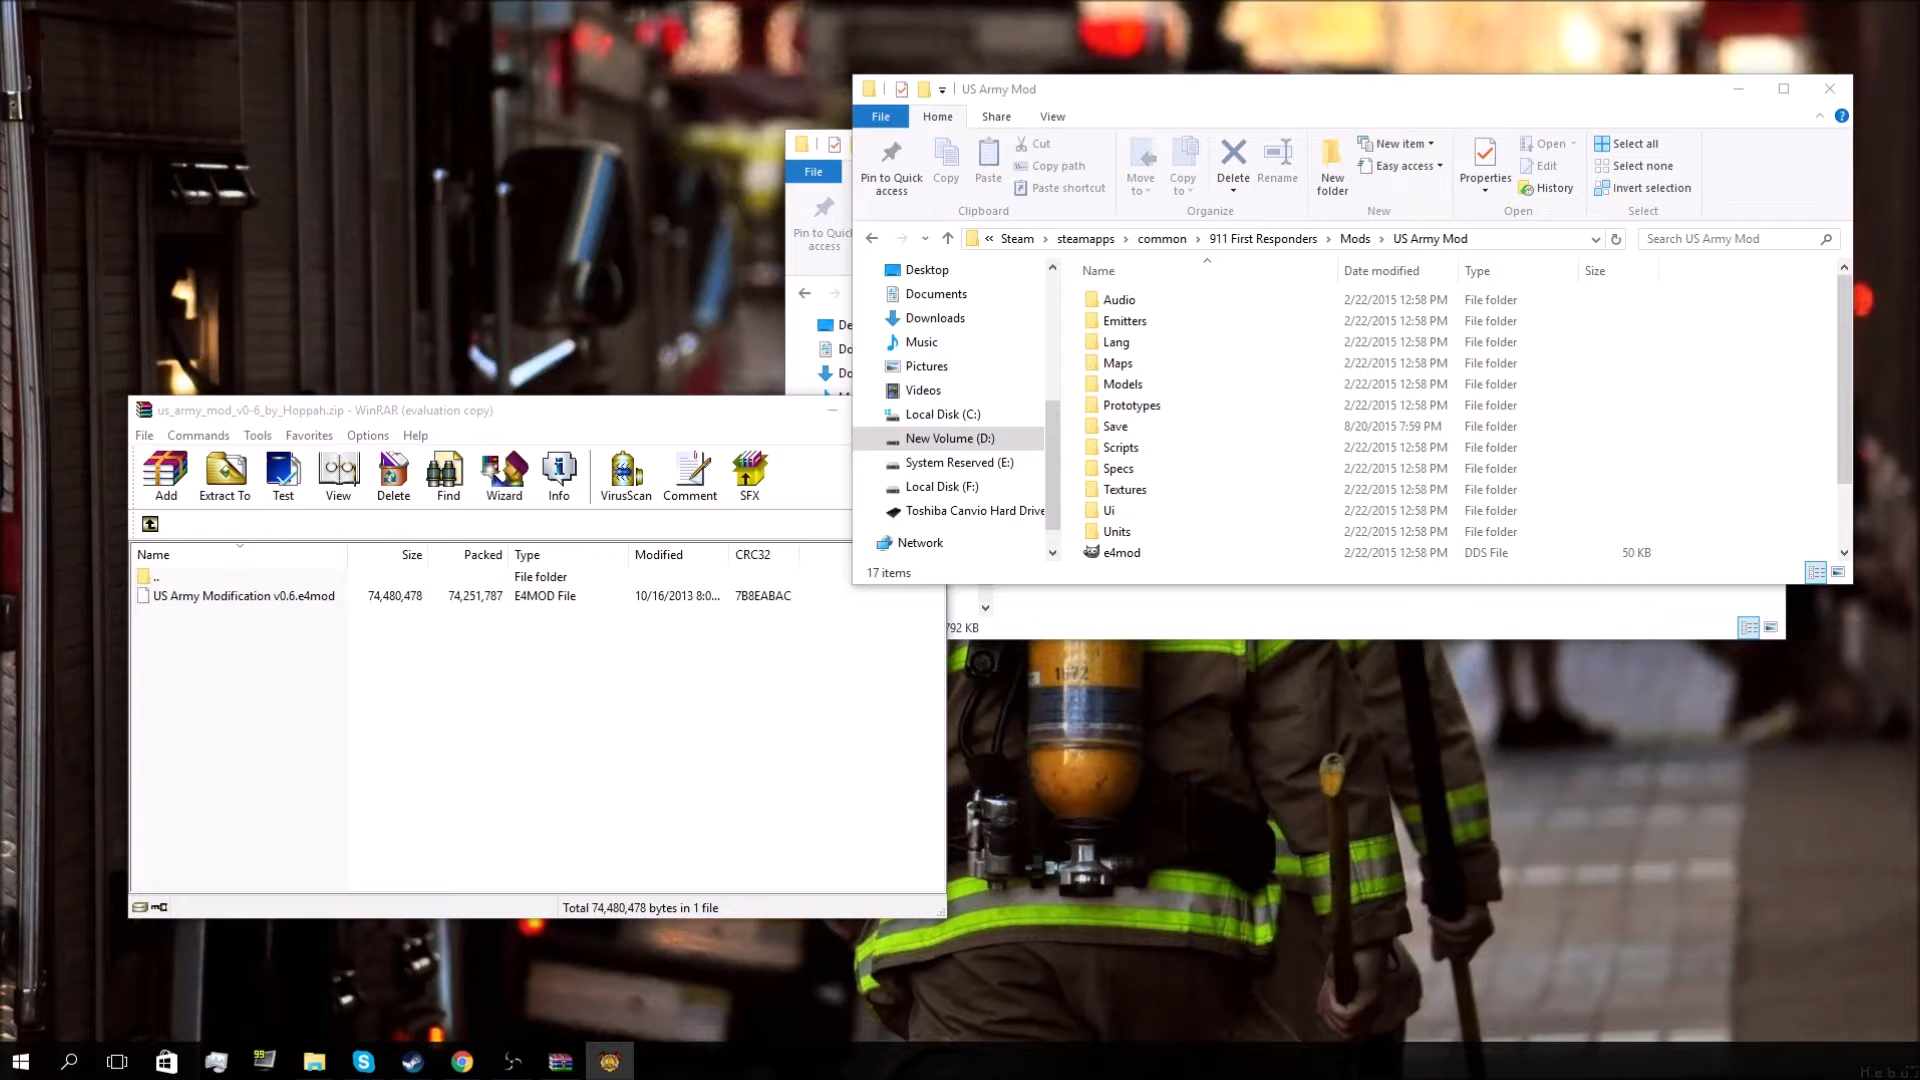 US Army Mod
File Home Share View
Pin to Quick access
Copy
Paste
Cut
Copy path
Paste shortcut
Move to
Copy to
Delete
Rename
New folder
New item
Easy access
Properties
Open
Edit
History
Select all
Select none
Invert selection
Clipboard Organize New Open Select
« Steam › steamapps › common › 911 First Responders › Mods › US Army Mod
Search US Army Mod
Desktop
Documents
Downloads
Music
Pictures
Videos
Local Disk (C:)
New Volume (D:)
System Reserved (E:)
Local Disk (F:)
Toshiba Canvio Hard Drive
Network
Name Date modified Type Size
Audio 2/22/2015 12:58 PM File folder
Emitters 2/22/2015 12:58 PM File folder
Lang 2/22/2015 12:58 PM File folder
Maps 2/22/2015 12:58 PM File folder
Models 2/22/2015 12:58 PM File folder
Prototypes 2/22/2015 12:58 PM File folder
Save 8/20/2015 7:59 PM File folder
Scripts 2/22/2015 12:58 PM File folder
Specs 2/22/2015 12:58 PM File folder
Textures 2/22/2015 12:58 PM File folder
Ui 2/22/2015 12:58 PM File folder
Units 2/22/2015 12:58 PM File folder
e4mod 2/22/2015 12:58 PM DDS File 50 KB
17 items
File
Pin to Quic
access
De
Do
Do
792 KB
us_army_mod_v0-6_by_Hoppah.zip - WinRAR (evaluation copy)
File Commands Tools Favorites Options Help
Add Extract To Test View Delete Find Wizard Info VirusScan Comment SFX
Name Size Packed Type Modified CRC32
.. File folder
US Army Modification v0.6.e4mod 74,480,478 74,251,787 E4MOD File 10/16/2013 8:0... 7B8EABAC
Total 74,480,478 bytes in 1 file
1672
99
H.e.b.u.s